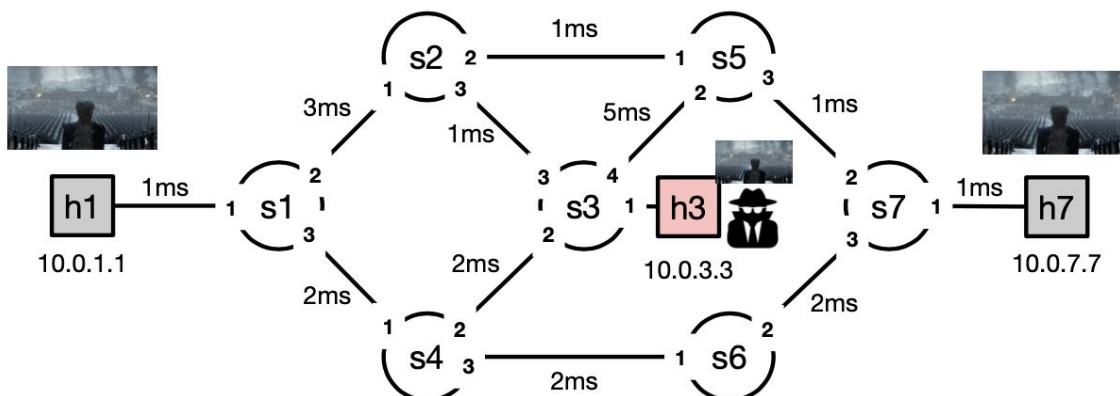 1ms
s2 2 1 s5
1 3 2 3
3ms 5ms 1ms
1ms
2 3 4 2
h1 1ms 1 s1 s3 1 h3 s7 1 1ms h7
3 2 3
10.0.1.1 10.0.3.3 10.0.7.7
2ms
2ms 2ms
1 2 2
s4 3 1 s6
2ms